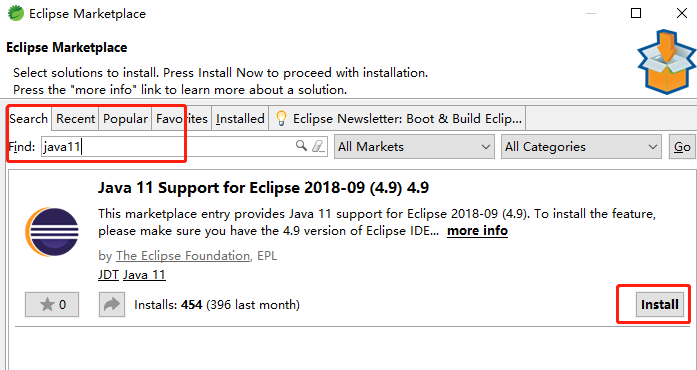 Eclipse Marketplace
Eclipse Marketplace
Select solutions to install. Press Install Now to proceed with installation.
Press the "more info" link to learn more about a solution.
Search Recent Popular Favorites Installed Eclipse Newsletter: Boot & Build Eclip...
Find: java11 All Markets All Categories Go
Java 11 Support for Eclipse 2018-09 (4.9) 4.9
This marketplace entry provides Java 11 support for Eclipse 2018-09 (4.9). To install the feature,
please make sure you have the 4.9 version of Eclipse IDE... more info
by The Eclipse Foundation, EPL
JDT Java 11
0 Installs: 454 (396 last month) Install